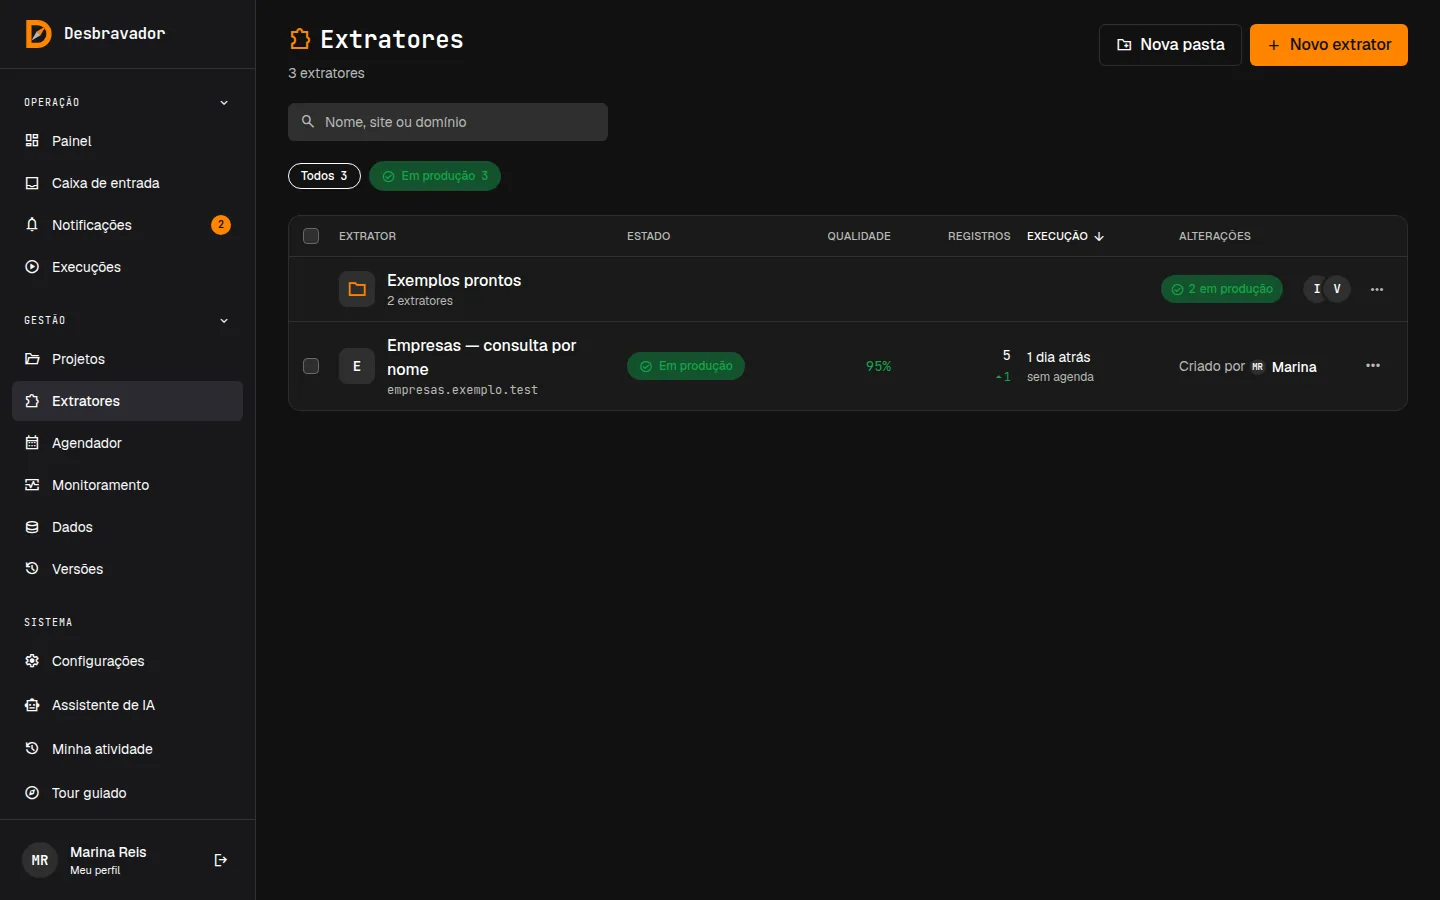 Desbravador
OPERAÇÃO
Painel
Caixa de entrada
Notificações 2
Execuções
GESTÃO
Projetos
Extratores
Agendador
Monitoramento
Dados
Versões
SISTEMA
Configurações
Assistente de IA
Minha atividade
Tour guiado
MR Marina Reis
Meu perfil
Extratores
3 extratores
Nova pasta
+ Novo extrator
Nome, site ou domínio
Todos 3
Em produção 3
EXTRATOR ESTADO QUALIDADE REGISTROS EXECUÇÃO ↓ ALTERAÇÕES
Exemplos prontos
2 extratores
2 em produção
I V
Empresas — consulta por
nome
empresas.exemplo.test
E
Em produção
95%
5
1
1 dia atrás
sem agenda
Criado por MR Marina